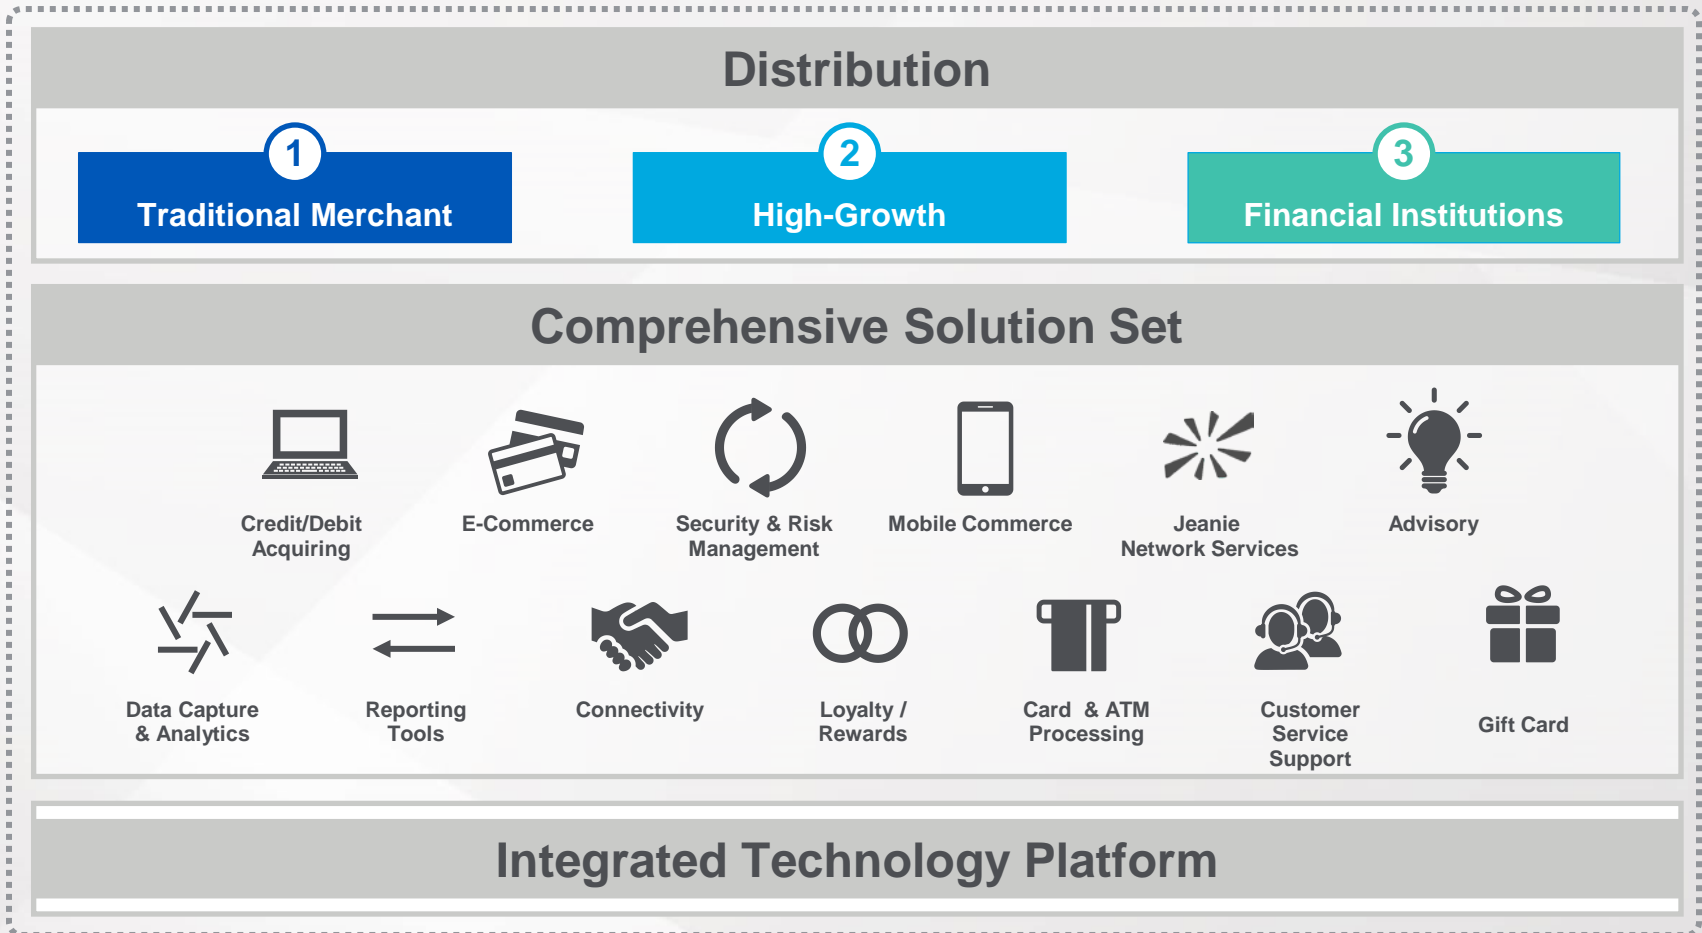 Distribution
1
Traditional Merchant
2
High-Growth
3
Financial Institutions
Comprehensive Solution Set
Credit/Debit
Acquiring
E-Commerce
Security & Risk
Management
Mobile Commerce
Jeanie
Network Services
Advisory
Data Capture
& Analytics
Reporting
Tools
Connectivity
Loyalty /
Rewards
Card & ATM
Processing
Customer
Service
Support
Gift Card
Integrated Technology Platform